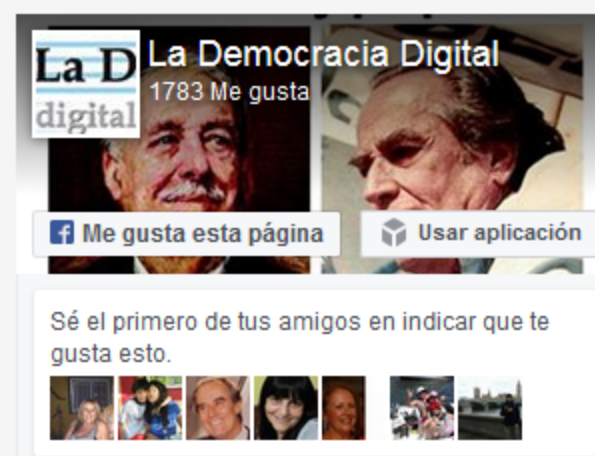 La D
digital
La Democracia Digital
1783 Me gusta
Me gusta esta página
Usar aplicación
Sé el primero de tus amigos en indicar que te
gusta esto.